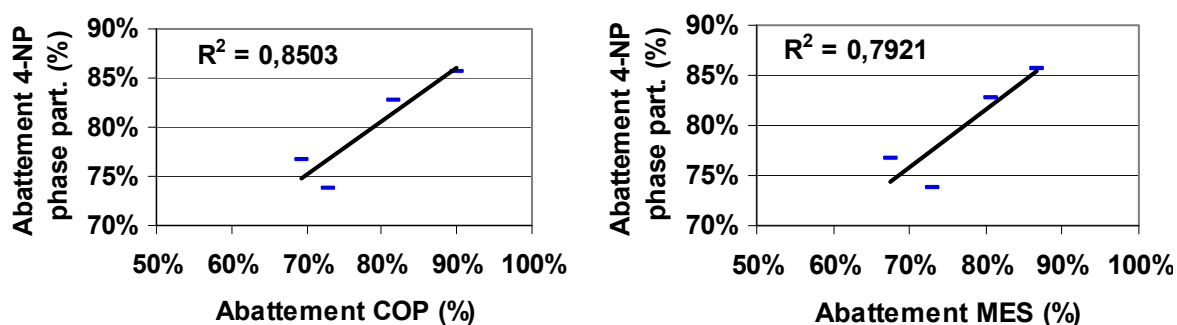 Abattement 4-NP
phase part. (%)
90%
85%
80%
75%
70%
R² = 0,8503
50% 60% 70% 80% 90% 100%
Abattement COP (%)
Abattement 4-NP
phase part. (%)
90%
85%
80%
75%
70%
R² = 0,7921
50% 60% 70% 80% 90% 100%
Abattement MES (%)